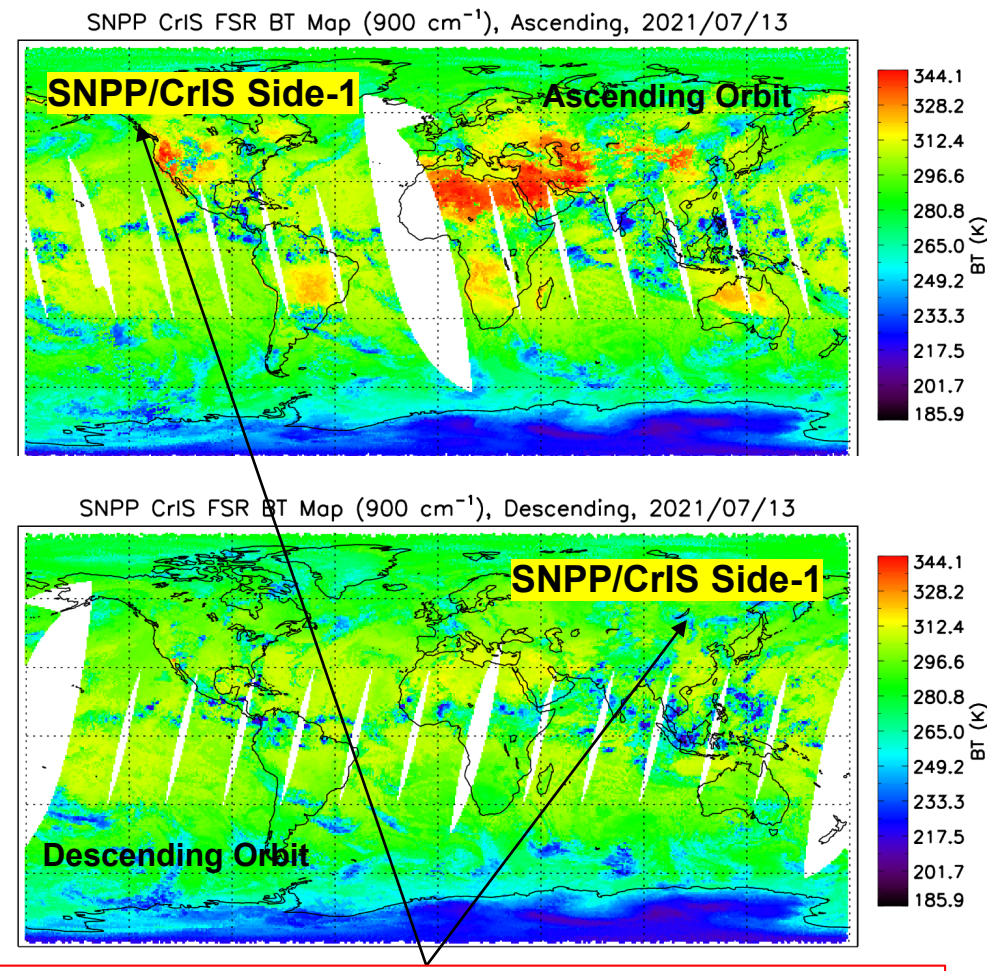 SNPP CrIS FSR BT Map (900 cm⁻¹), Ascending, 2021/07/13
SNPP/CrIS Side-1
Ascending Orbit
344.1
328.2
312.4
296.6
280.8
265.0
249.2
233.3
217.5
201.7
185.9
BT (K)
SNPP CrIS FSR BT Map (900 cm⁻¹), Descending, 2021/07/13
SNPP/CrIS Side-1
Descending Orbit
344.1
328.2
312.4
296.6
280.8
265.0
249.2
233.3
217.5
201.7
185.9
BT (K)